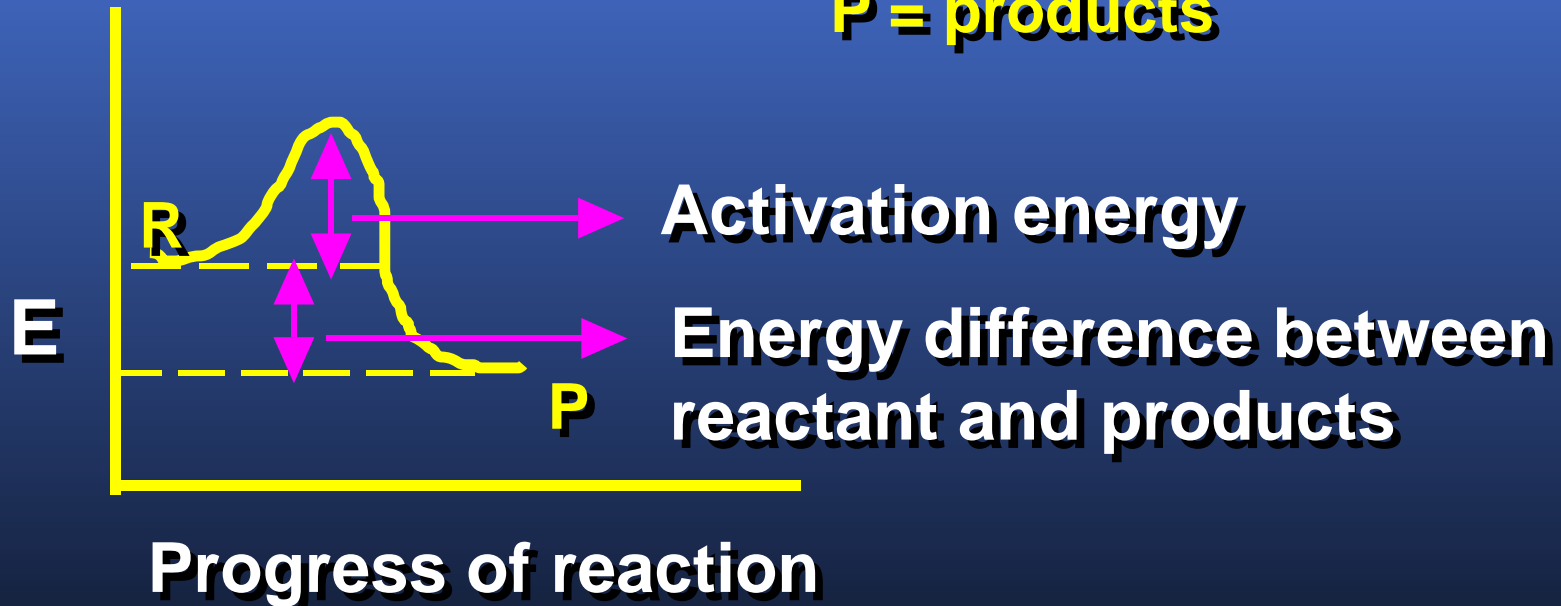 P = products
R
Activation energy
E
Energy difference between
reactant and products
P
Progress of reaction